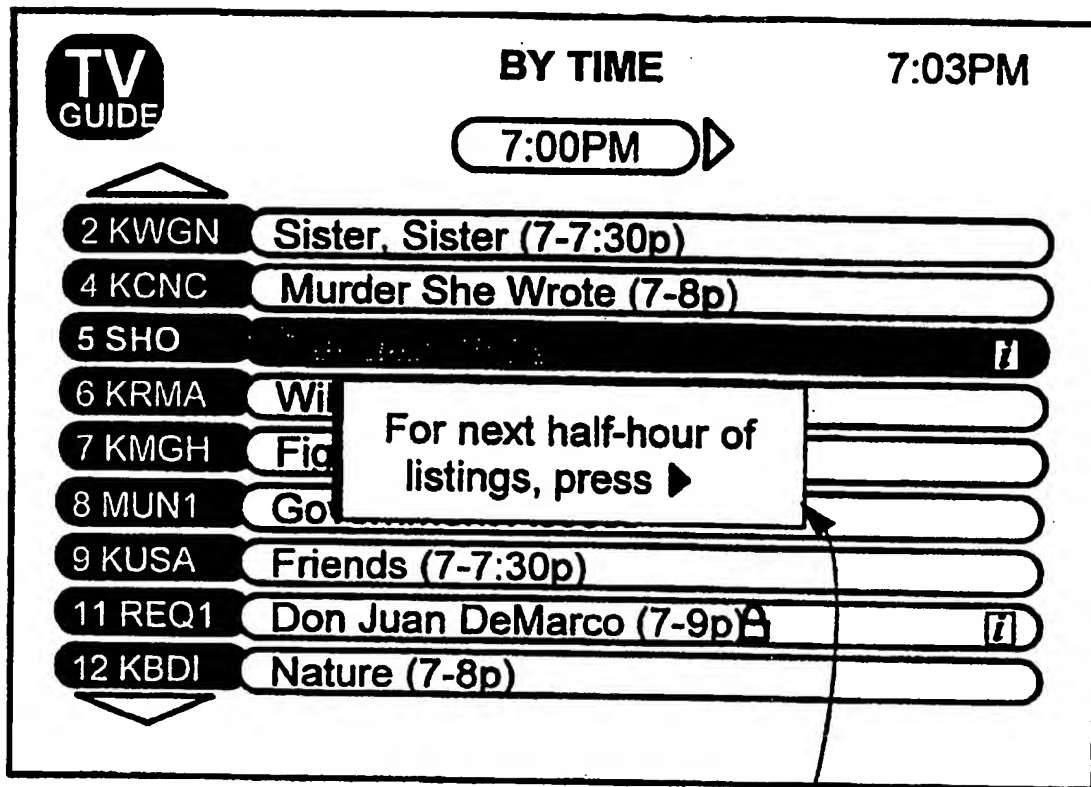 TV
GUIDE
BY TIME
7:03PM
7:00PM
2 KWGN Sister, Sister (7-7:30p)
4 KCNC Murder She Wrote (7-8p)
5 SHO i
6 KRMA Wil
7 KMGH Fig
8 MUN1 Go
For next half-hour of
listings, press ▶
9 KUSA Friends (7-7:30p)
11 REQ1 Don Juan DeMarco (7-9p) i
12 KBDI Nature (7-8p)